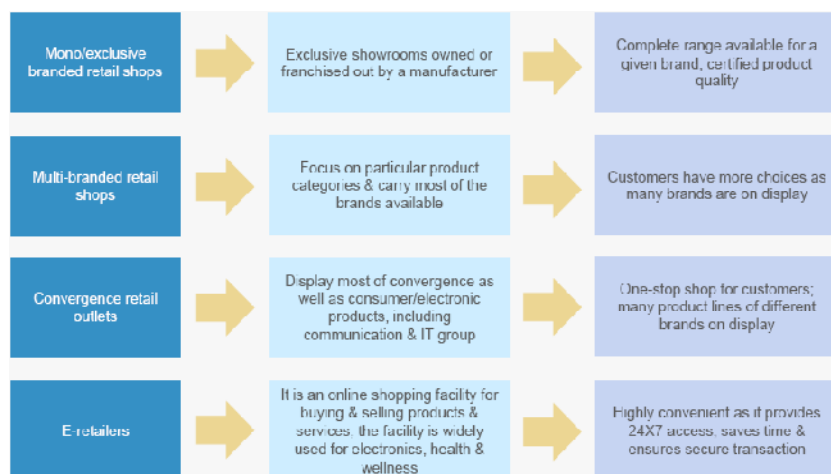 Mono/exclusive
branded retail shops
Exclusive showrooms owned or
franchised out by a manufacturer
Complete range available for a
given brand, certified product
quality
Multi-branded retail
shops
Focus on particular product
categories & carry most of the
brands available
Customers have more choices as
many brands are on display
Convergence retail
outlets
Display most of convergence as
well as consumer/electronic
products, including
communication & IT group
One-stop shop for customers;
many product lines of different
brands on display
E-retailers
It is an online shopping facility for
buying & selling products &
services, the facility is widely
used for electronics, health &
wellness
Highly convenient as it provides
24X7 access, saves time &
ensures secure transaction